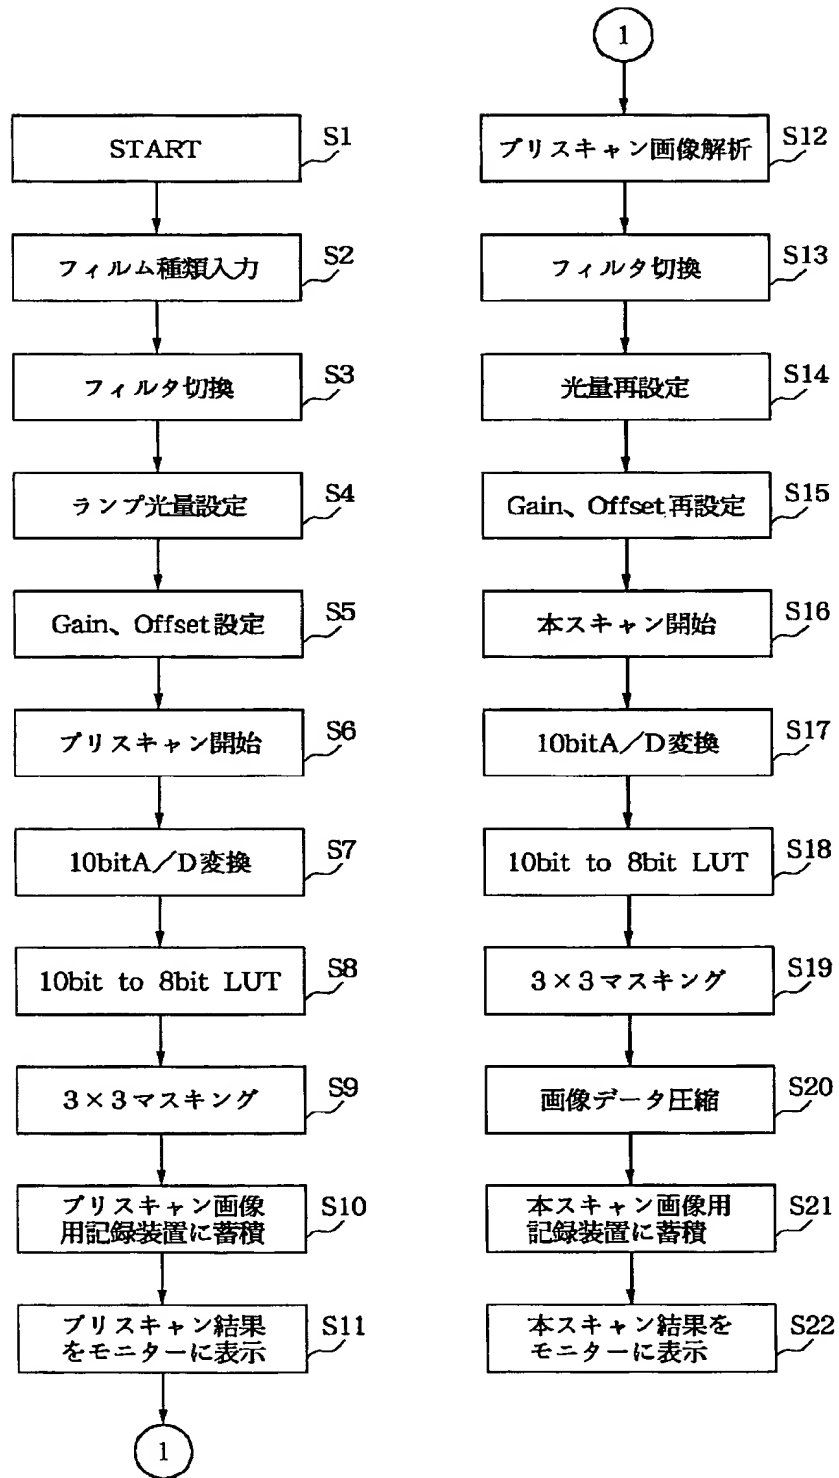 START S1
フィルム種類入力 S2
フィルタ切換 S3
ランプ光量設定 S4
Gain、Offset設定 S5
プリスキャン開始 S6
10bitA／D変換 S7
10bit to 8bit LUT S8
3×3マスキング S9
プリスキャン画像
用記録装置に蓄積 S10
プリスキャン結果
をモニターに表示 S11
1
1
プリスキャン画像解析 S12
フィルタ切換 S13
光量再設定 S14
Gain、Offset再設定 S15
本スキャン開始 S16
10bitA／D変換 S17
10bit to 8bit LUT S18
3×3マスキング S19
画像データ圧縮 S20
本スキャン画像用
記録装置に蓄積 S21
本スキャン結果を
モニターに表示 S22